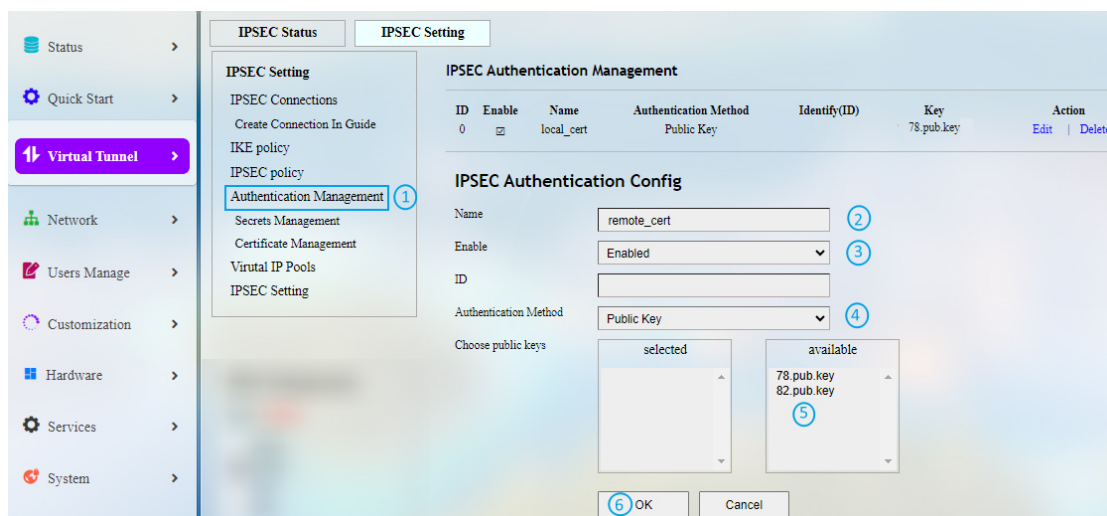 Status
Quick Start
Virtual Tunnel
Network
Users Manage
Customization
Hardware
Services
System
IPSEC Status IPSEC Setting
IPSEC Setting
IPSEC Connections
Create Connection In Guide
IKE policy
IPSEC policy
Authentication Management 1
Secrets Management
Certificate Management
Virutal IP Pools
IPSEC Setting
IPSEC Authentication Management
ID Enable Name Authentication Method Identify(ID) Key Action
0 local_cert Public Key 78.pub.key Edit | Delete
IPSEC Authentication Config
Name remote_cert 2
Enable Enabled 3
ID
Authentication Method Public Key 4
Choose public keys selected available
78.pub.key
82.pub.key
5
6 OK Cancel